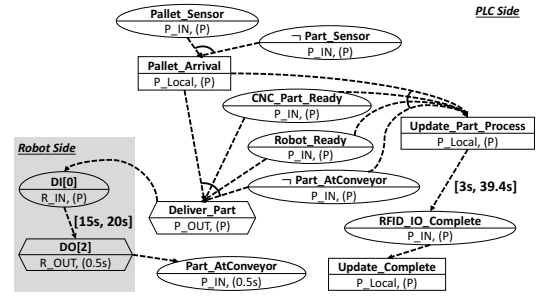 Pallet_Sensor
P_IN, (P)
PLC Side
¬ Part_Sensor
P_IN, (P)
Pallet_Arrival
P_Local, (P)
CNC_Part_Ready
P_IN, (P)
Update_Part_Process
P_Local, (P)
Robot_Ready
P_IN, (P)
Robot Side
¬ Part_AtConveyor
P_IN, (P)
DI[0]
R_IN, (P)
[3s, 39.4s]
Deliver_Part
P_OUT, (P)
[15s, 20s]
RFID_IO_Complete
P_IN, (P)
DO[2]
R_OUT, (0.5s)
Part_AtConveyor
P_IN, (0.5s)
Update_Complete
P_Local, (P)